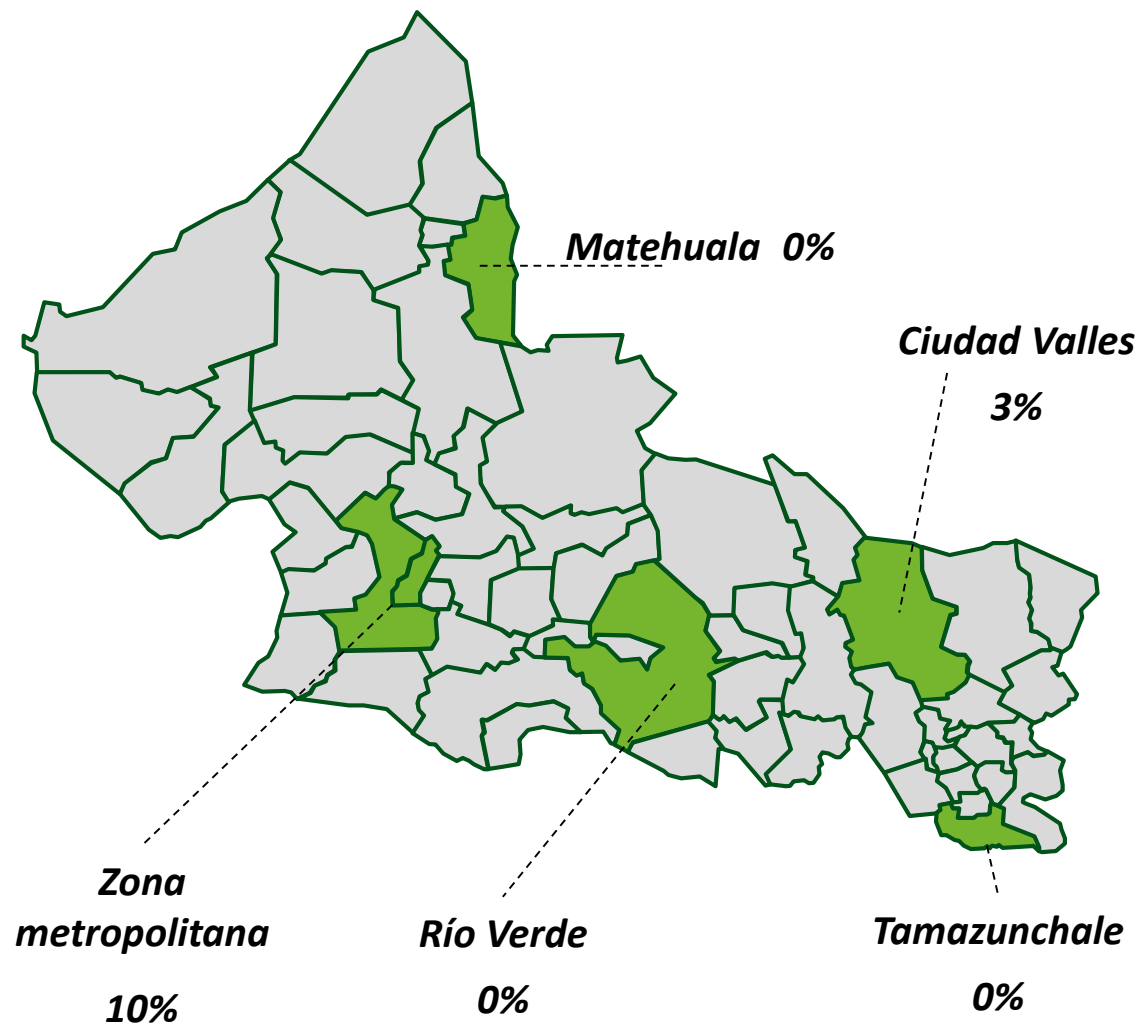 Matehuala 0%
Ciudad Valles
3%
Zona
metropolitana
10%
Río Verde
0%
Tamazunchale
0%